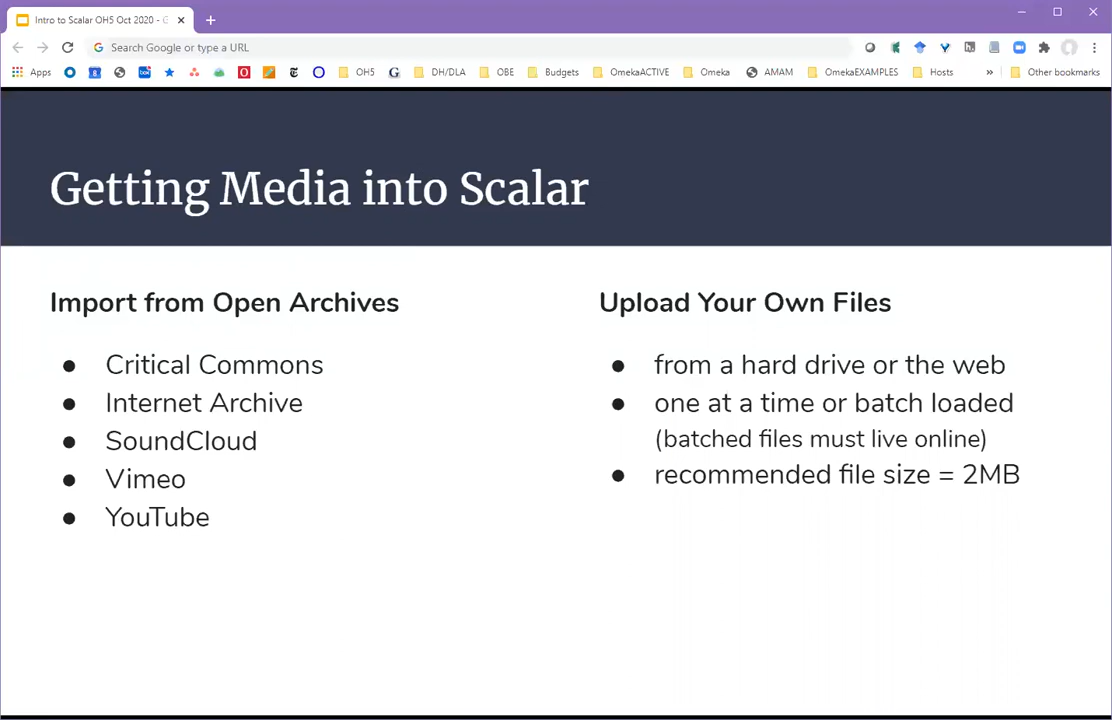 Intro to Scalar OH5 Oct 2020 - G
Search Google or type a URL
Apps
OH5
DH/DLA
OBE
Budgets
OmekaACTIVE
Omeka
AMAM
OmekaEXAMPLES
Hosts
»
Other bookmarks
Getting Media into Scalar
Import from Open Archives
● Critical Commons
● Internet Archive
● SoundCloud
● Vimeo
● YouTube
Upload Your Own Files
● from a hard drive or the web
● one at a time or batch loaded
(batched files must live online)
● recommended file size = 2MB